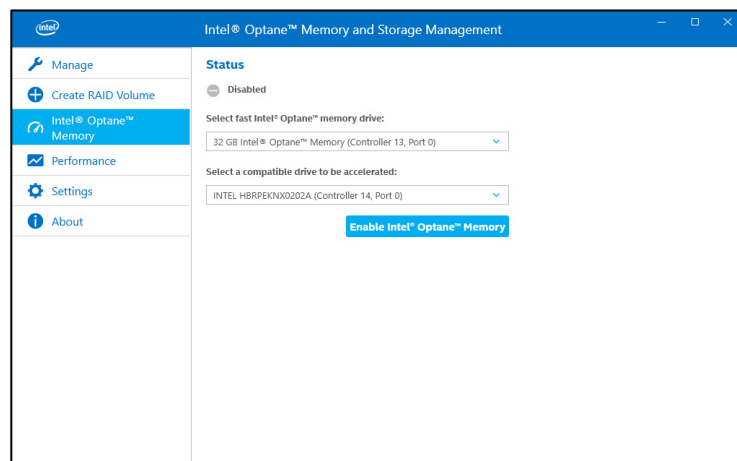 intel
Intel® Optane™ Memory and Storage Management
Manage
Create RAID Volume
Intel® Optane™
Memory
Performance
Settings
About
Status
Disabled
Select fast Intel® Optane™ memory drive:
32 GB Intel® Optane™ Memory (Controller 13, Port 0)
Select a compatible drive to be accelerated:
INTEL HBRPEKNX0202A (Controller 14, Port 0)
Enable Intel® Optane™ Memory